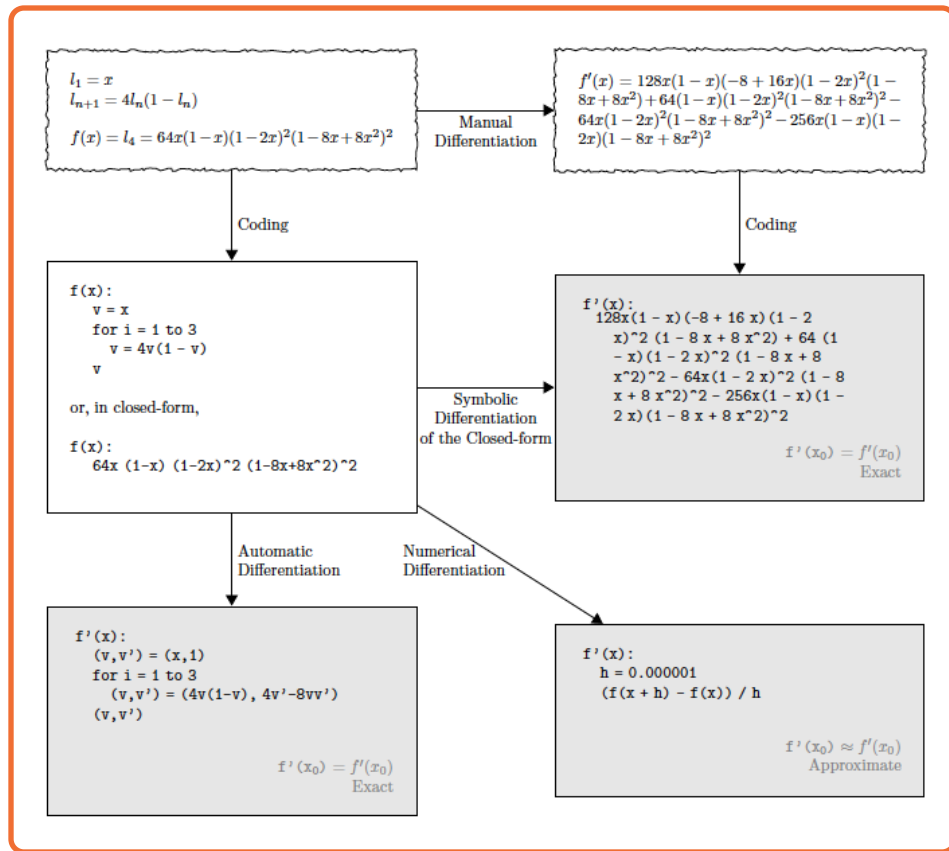 l₁ = x
lₙ₊₁ = 4lₙ(1 − lₙ)
f(x) = l₄ = 64x(1−x)(1−2x)²(1−8x+8x²)²
Manual
Differentiation
f′(x) = 128x(1 − x)(−8 + 16x)(1 − 2x)²(1 −
8x+8x²)+64(1−x)(1−2x)²(1−8x+8x²)²−
64x(1−2x)²(1−8x+8x²)²−256x(1−x)(1−
2x)(1 − 8x + 8x²)²
Coding
Coding
f(x):
v = x
for i = 1 to 3
v = 4v(1 - v)
v
or, in closed-form,
f(x):
64x (1-x) (1-2x)^2 (1-8x+8x^2)^2
Symbolic
Differentiation
of the Closed-form
f'(x):
128x(1 - x)(-8 + 16 x)(1 - 2
x)^2 (1 - 8 x + 8 x^2) + 64 (1
- x)(1 - 2 x)^2 (1 - 8 x + 8
x^2)^2 - 64x(1 - 2 x)^2 (1 - 8
x + 8 x^2)^2 - 256x(1 - x)(1 -
2 x)(1 - 8 x + 8 x^2)^2
f'(x₀) = f′(x₀)
Exact
Automatic
Differentiation
Numerical
Differentiation
f'(x):
(v,v') = (x,1)
for i = 1 to 3
(v,v') = (4v(1-v), 4v'-8vv')
(v,v')
f'(x₀) = f′(x₀)
Exact
f'(x):
h = 0.000001
(f(x + h) - f(x)) / h
f'(x₀) ≈ f′(x₀)
Approximate